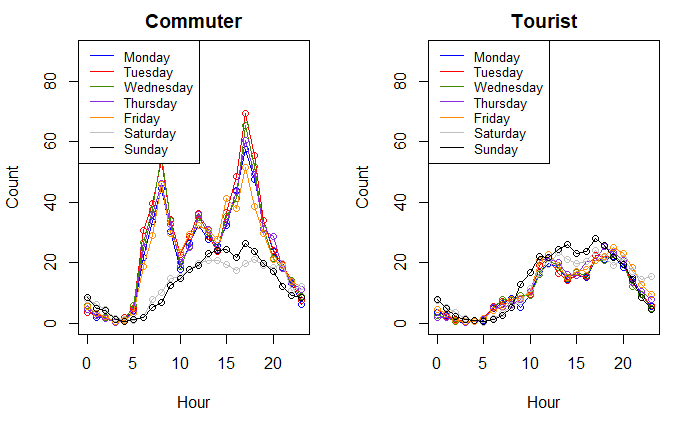 Commuter
Count
80
60
40
20
0
Monday
Tuesday
Wednesday
Thursday
Friday
Saturday
Sunday
0 5 10 15 20
Hour
Tourist
Count
80
60
40
20
0
Monday
Tuesday
Wednesday
Thursday
Friday
Saturday
Sunday
0 5 10 15 20
Hour